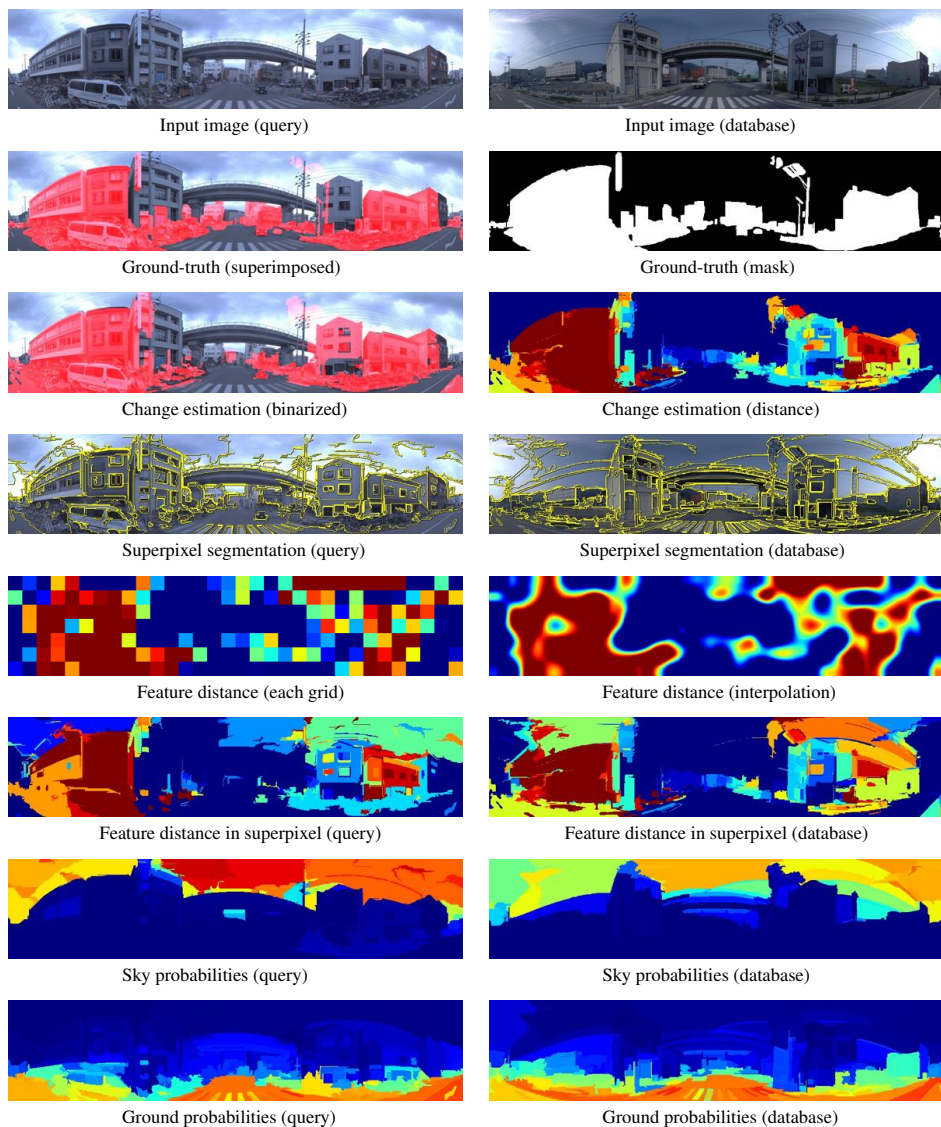 Input image (query)
Input image (database)
Ground-truth (superimposed)
Ground-truth (mask)
Change estimation (binarized)
Change estimation (distance)
Superpixel segmentation (query)
Superpixel segmentation (database)
Feature distance (each grid)
Feature distance (interpolation)
Feature distance in superpixel (query)
Feature distance in superpixel (database)
Sky probabilities (query)
Sky probabilities (database)
Ground probabilities (query)
Ground probabilities (database)